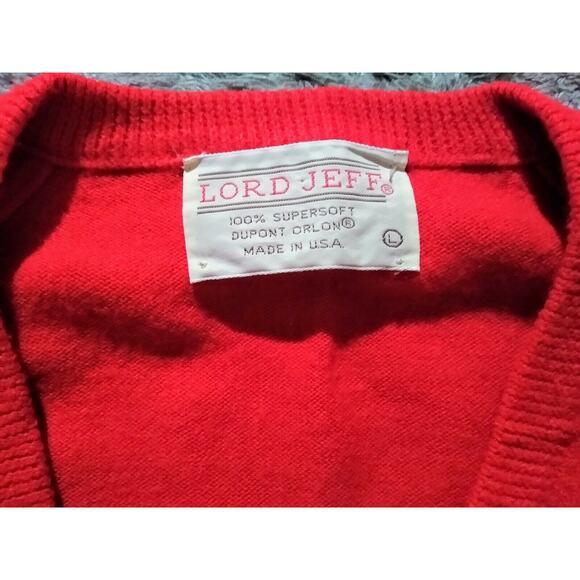 LORD JEFF®
100% SUPERSOFT
DUPONT ORLON®
MADE IN U.S.A.
L